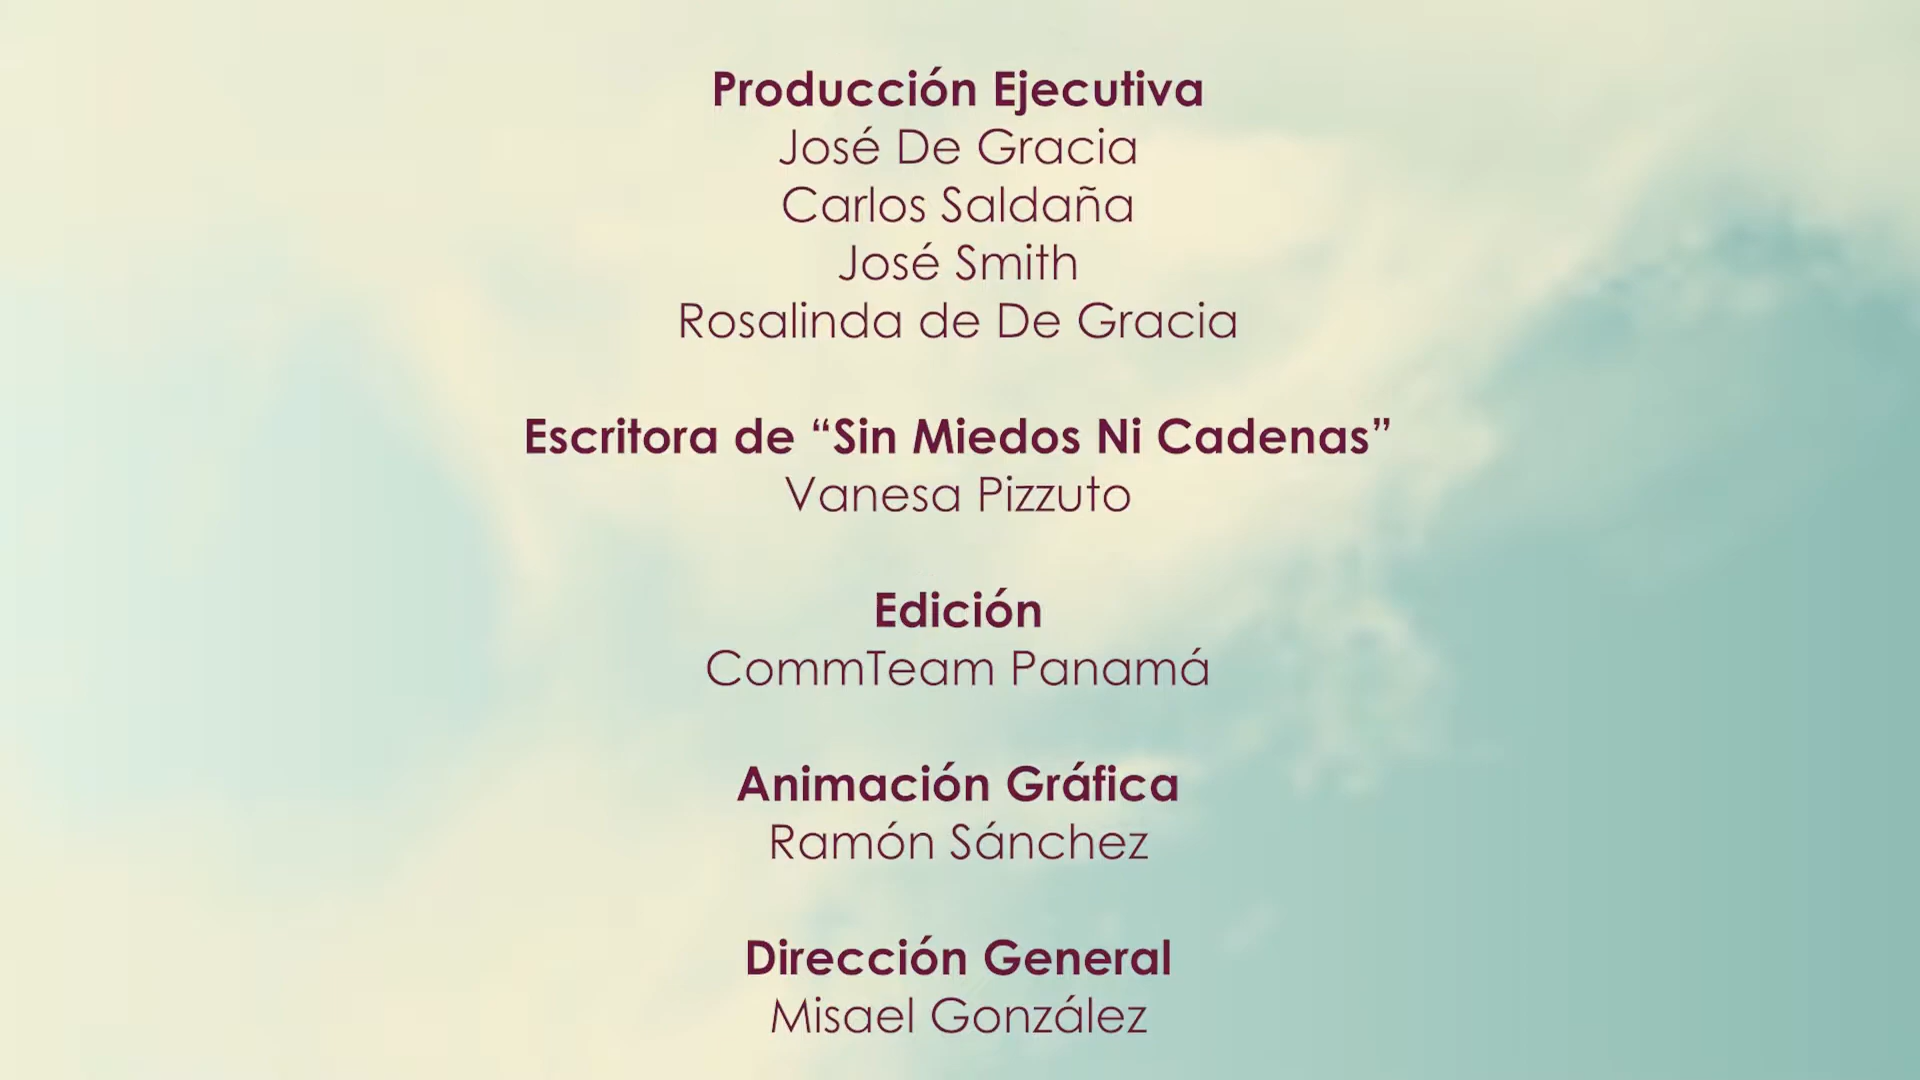 Producción Ejecutiva
José De Gracia
Carlos Saldaña
José Smith
Rosalinda de De Gracia
Escritora de “Sin Miedos Ni Cadenas”
Vanesa Pizzuto
Edición
CommTeam Panamá
Animación Gráfica
Ramón Sánchez
Dirección General
Misael González